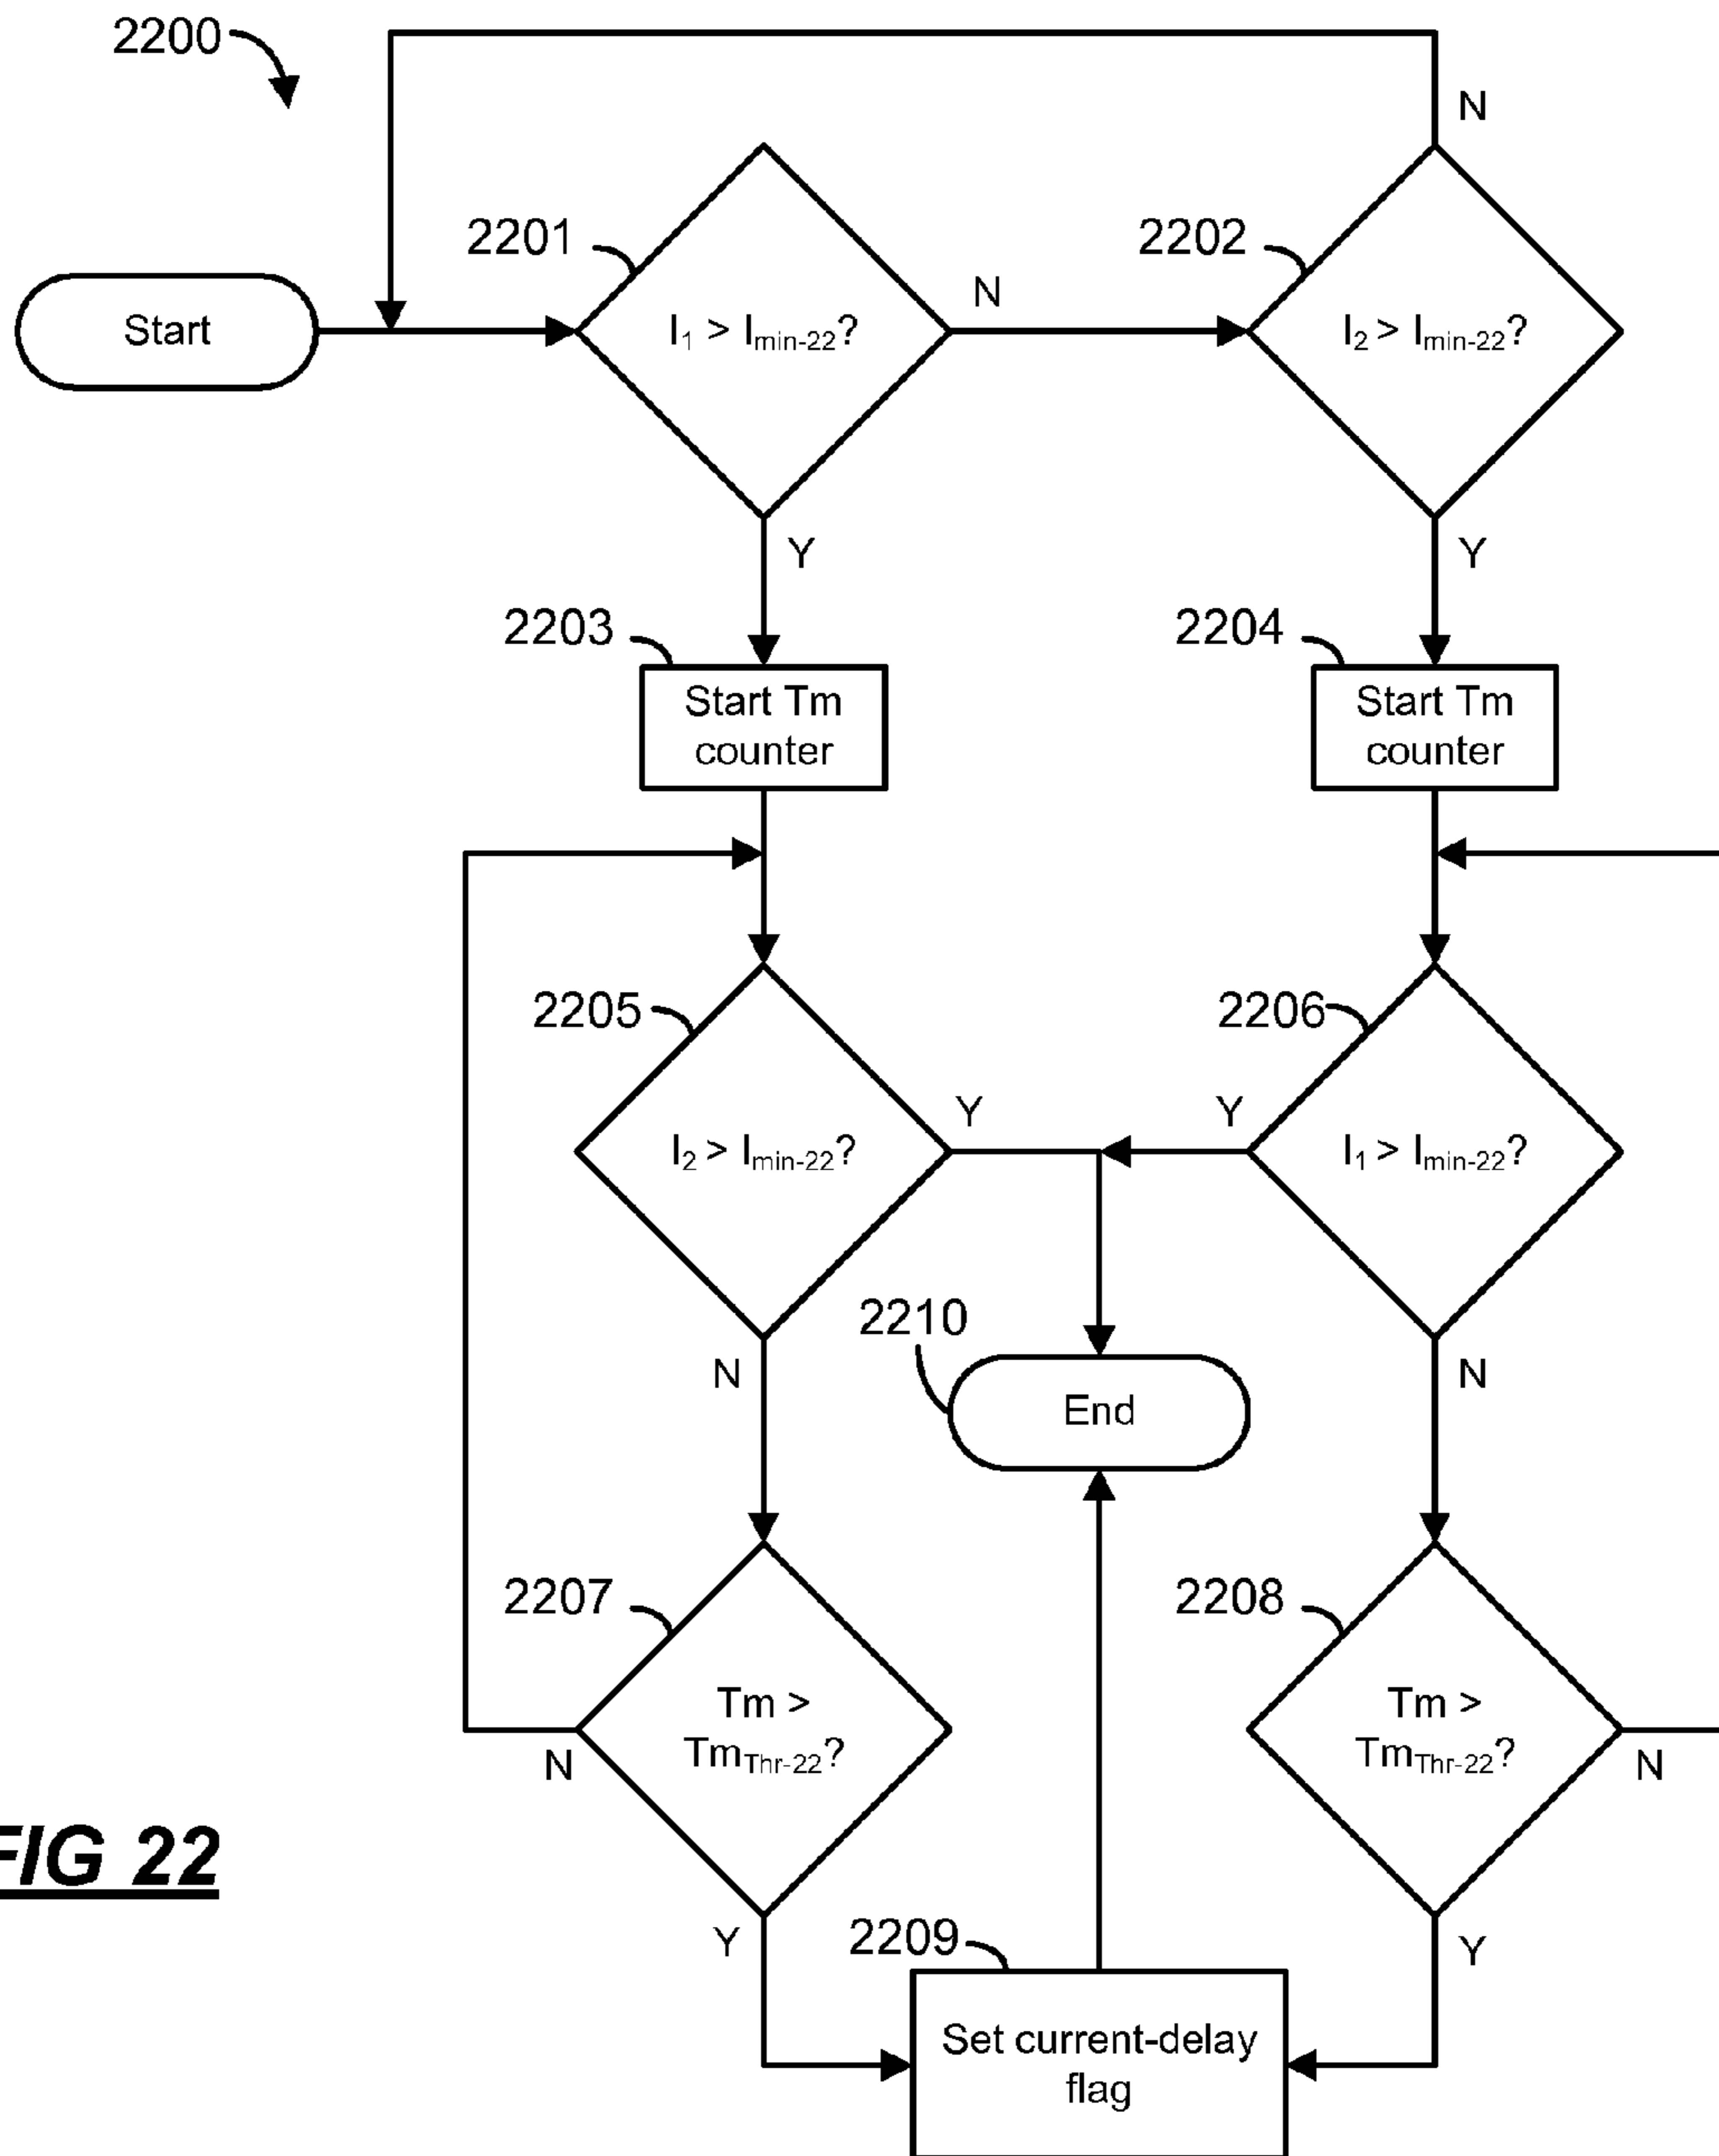 2200
N
2201
2202
Start
I₁ > Iₘᵢₙ₋₂₂?
N
I₂ > Iₘᵢₙ₋₂₂?
Y
Y
2203
2204
Start Tm
counter
Start Tm
counter
2205
2206
I₂ > Iₘᵢₙ₋₂₂?
Y
Y
I₁ > Iₘᵢₙ₋₂₂?
2210
N
N
End
2207
2208
Tm >
Tm_Thr-22?
Tm >
Tm_Thr-22?
N
N
FIG 22
Y
Y
2209
Set current-delay
flag